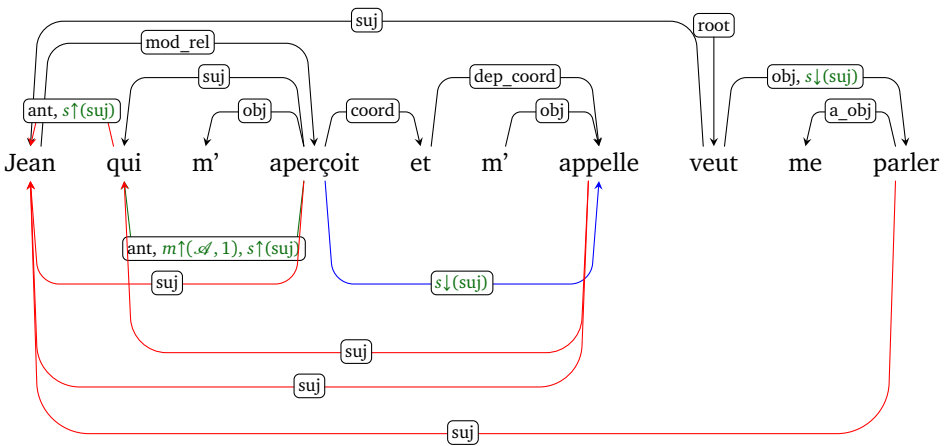 suj
root
mod_rel
suj
dep_coord
obj, s↓(suj)
ant, s↑(suj)
obj
coord
obj
a_obj
Jean qui m' aperçoit et m' appelle veut me parler
ant, m↑(𝒜, 1), s↑(suj)
suj
s↓(suj)
suj
suj
suj